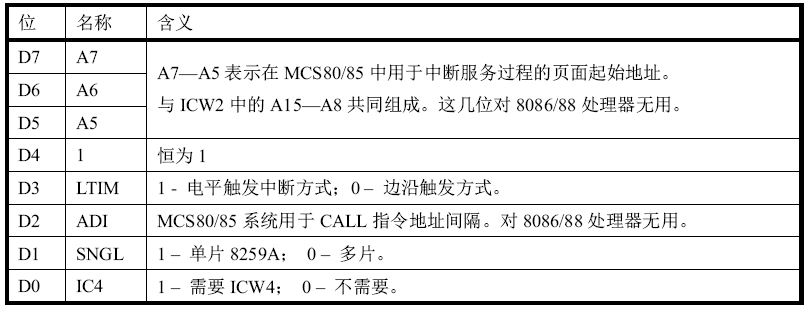 位 名称 含义
D7 A7
A7—A5 表示在 MCS80/85 中用于中断服务过程的页面起始地址。
D6 A6
与 ICW2 中的 A15—A8 共同组成。这几位对 8086/88 处理器无用。
D5 A5
D4 1 恒为 1
D3 LTIM 1 - 电平触发中断方式；0 – 边沿触发方式。
D2 ADI MCS80/85 系统用于 CALL 指令地址间隔。对 8086/88 处理器无用。
D1 SNGL 1 – 单片 8259A； 0 – 多片。
D0 IC4 1 – 需要 ICW4； 0 – 不需要。